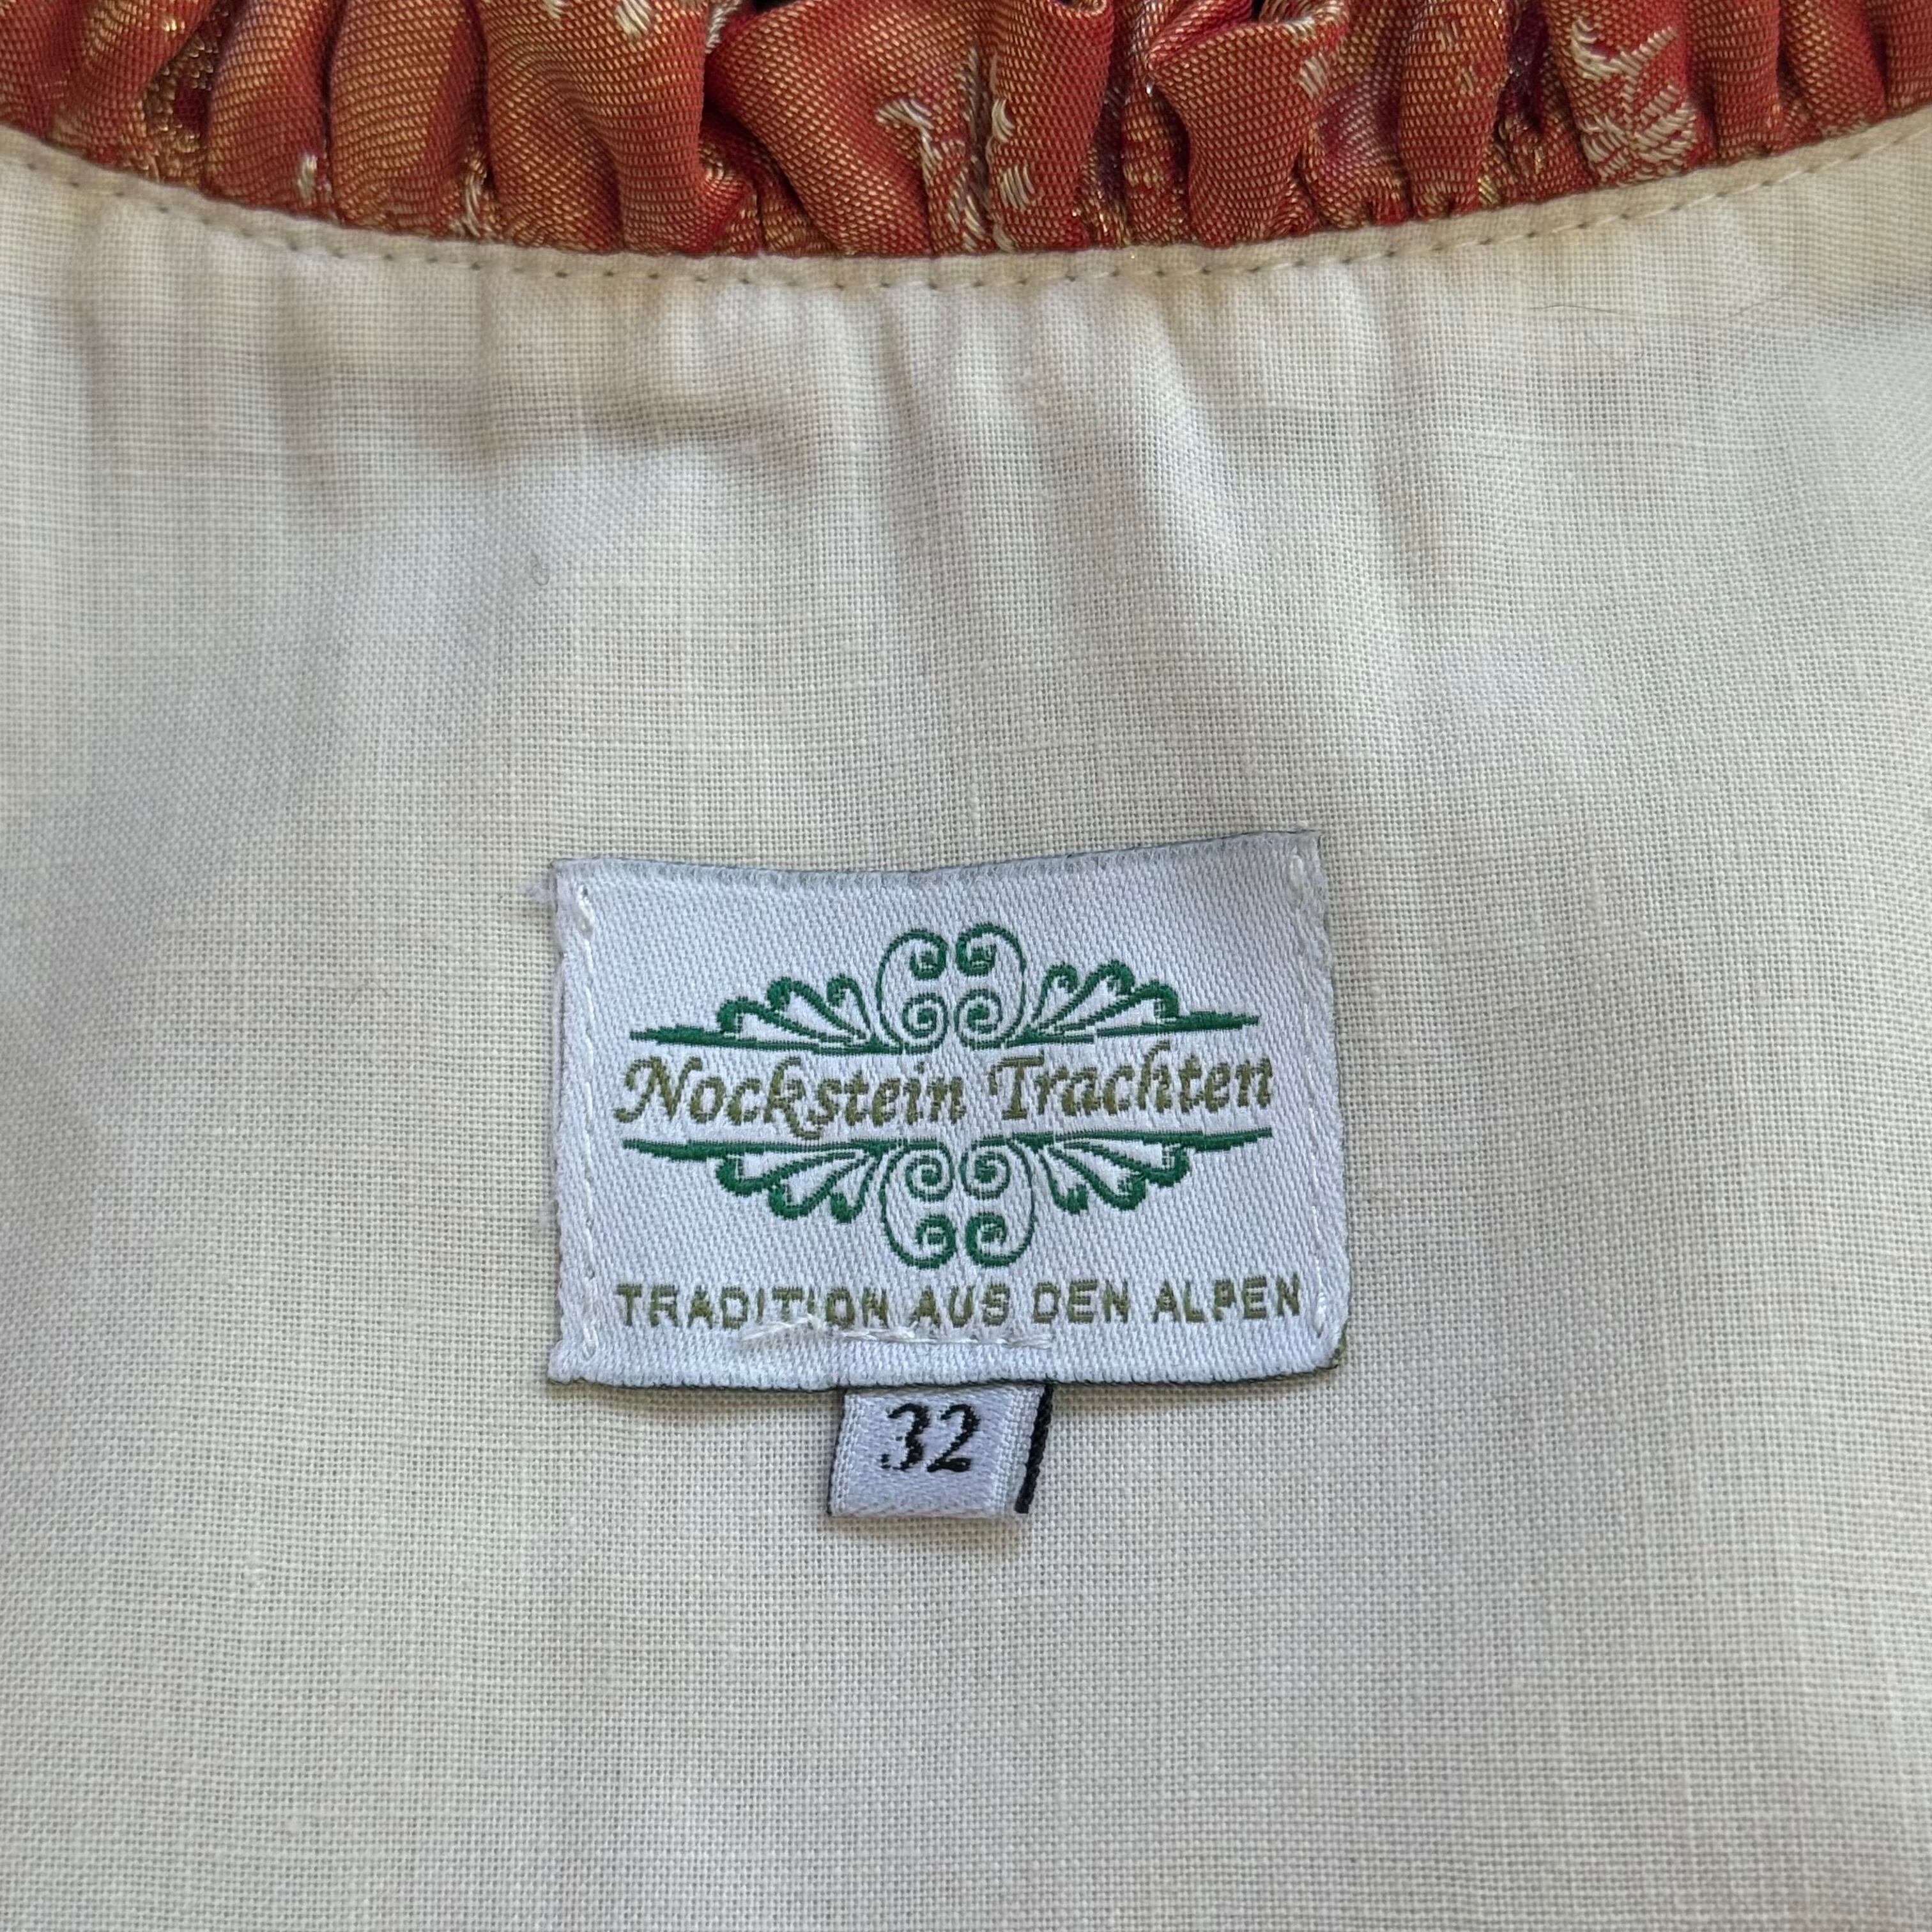 Nockstein Trachten
TRADITION AUS DEN ALPEN
32